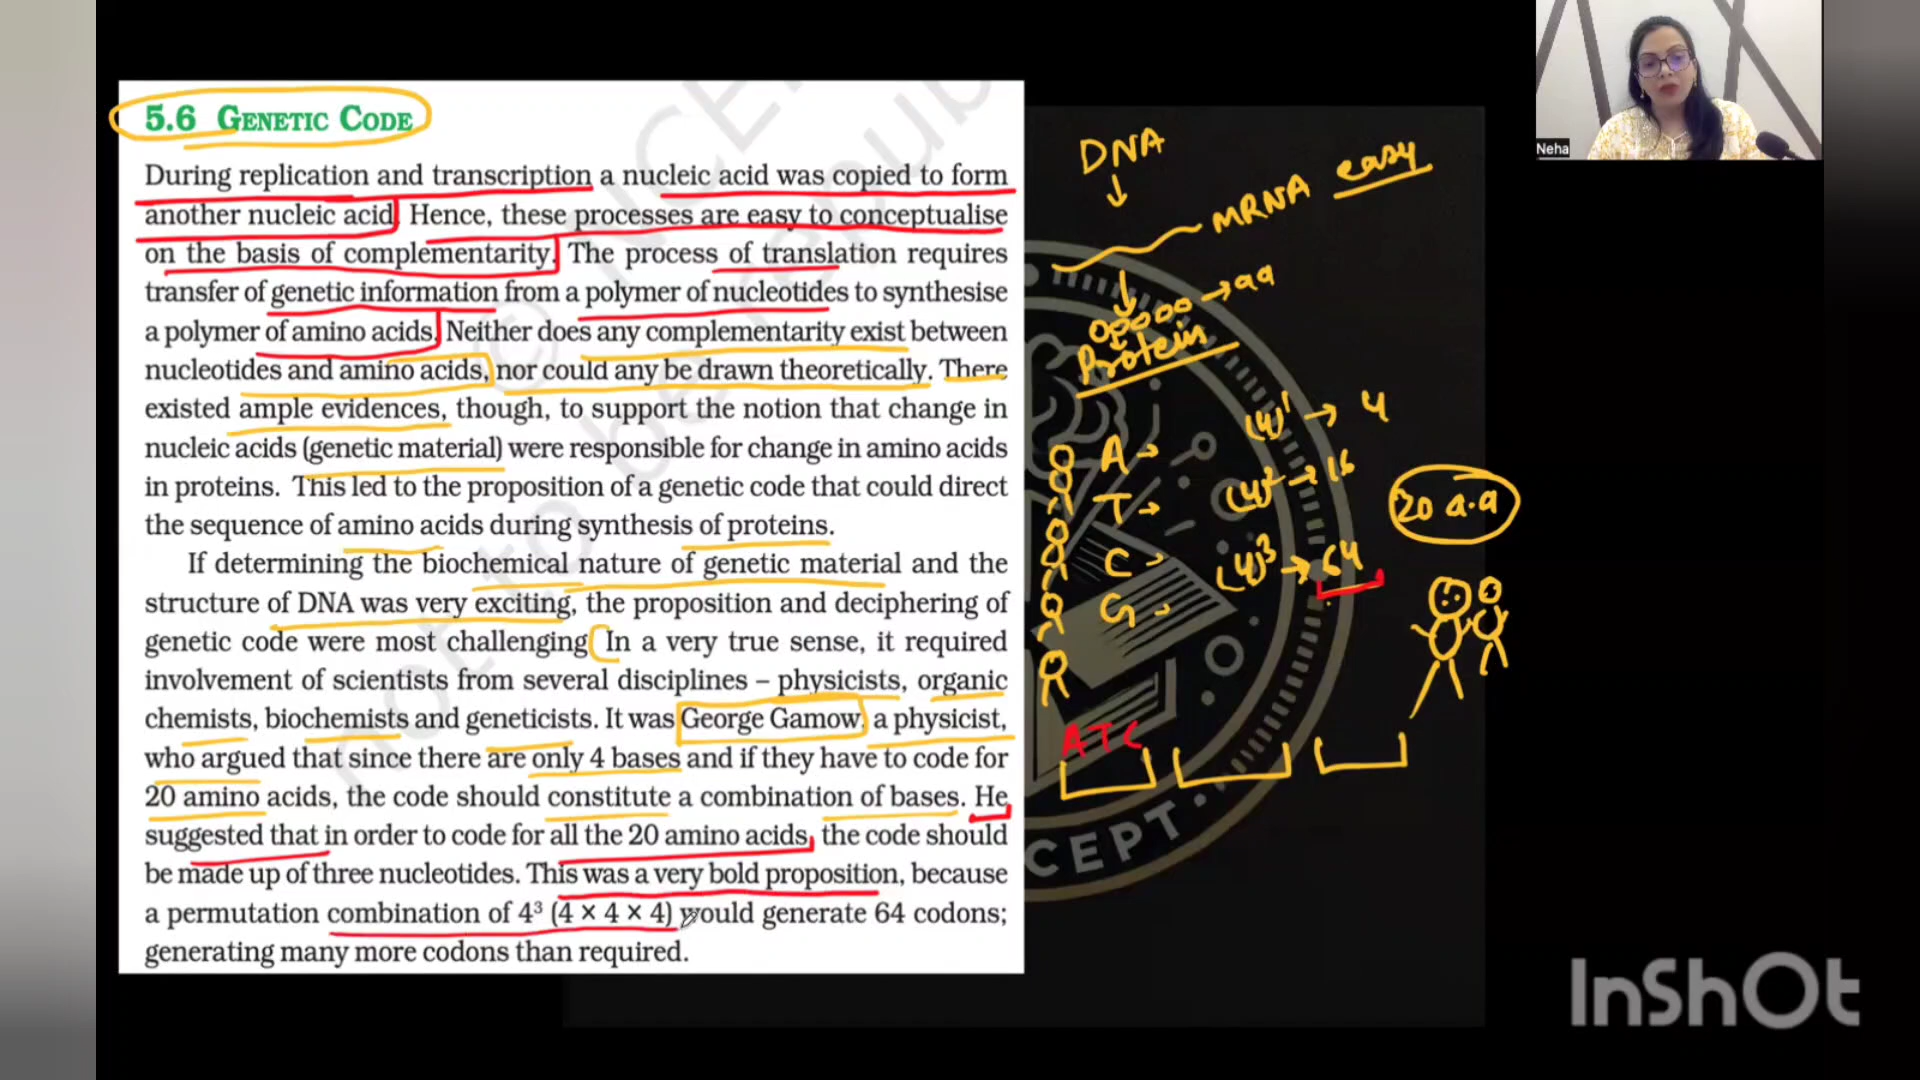 5.6 GENETIC CODE
During replication and transcription a nucleic acid was copied to form
another nucleic acid. Hence, these processes are easy to conceptualise
on the basis of complementarity. The process of translation requires
transfer of genetic information from a polymer of nucleotides to synthesise
a polymer of amino acids. Neither does any complementarity exist between
nucleotides and amino acids, nor could any be drawn theoretically. There
existed ample evidences, though, to support the notion that change in
nucleic acids (genetic material) were responsible for change in amino acids
in proteins. This led to the proposition of a genetic code that could direct
the sequence of amino acids during synthesis of proteins.
If determining the biochemical nature of genetic material and the
structure of DNA was very exciting, the proposition and deciphering of
genetic code were most challenging. In a very true sense, it required
involvement of scientists from several disciplines – physicists, organic
chemists, biochemists and geneticists. It was George Gamow, a physicist,
who argued that since there are only 4 bases and if they have to code for
20 amino acids, the code should constitute a combination of bases. He
suggested that in order to code for all the 20 amino acids, the code should
be made up of three nucleotides. This was a very bold proposition, because
a permutation combination of 4³ (4 × 4 × 4) would generate 64 codons;
generating many more codons than required.
DNA
↓
mRNA easy
↓
→ aa
Protein
(4)¹ → 4
A
(4)² → 16
T
20 a.a
(4)³ → 64
C
G
ATC
CEPT
Neha
InShOt